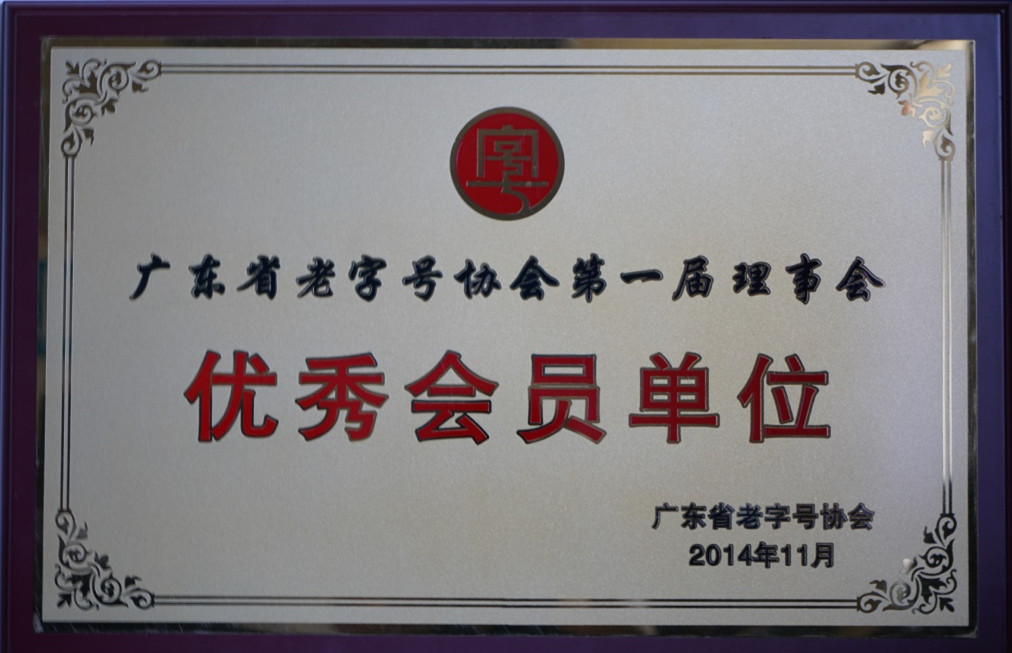 广东省老字号协会第一届理事会
优秀会员单位
广东省老字号协会
2014年11月